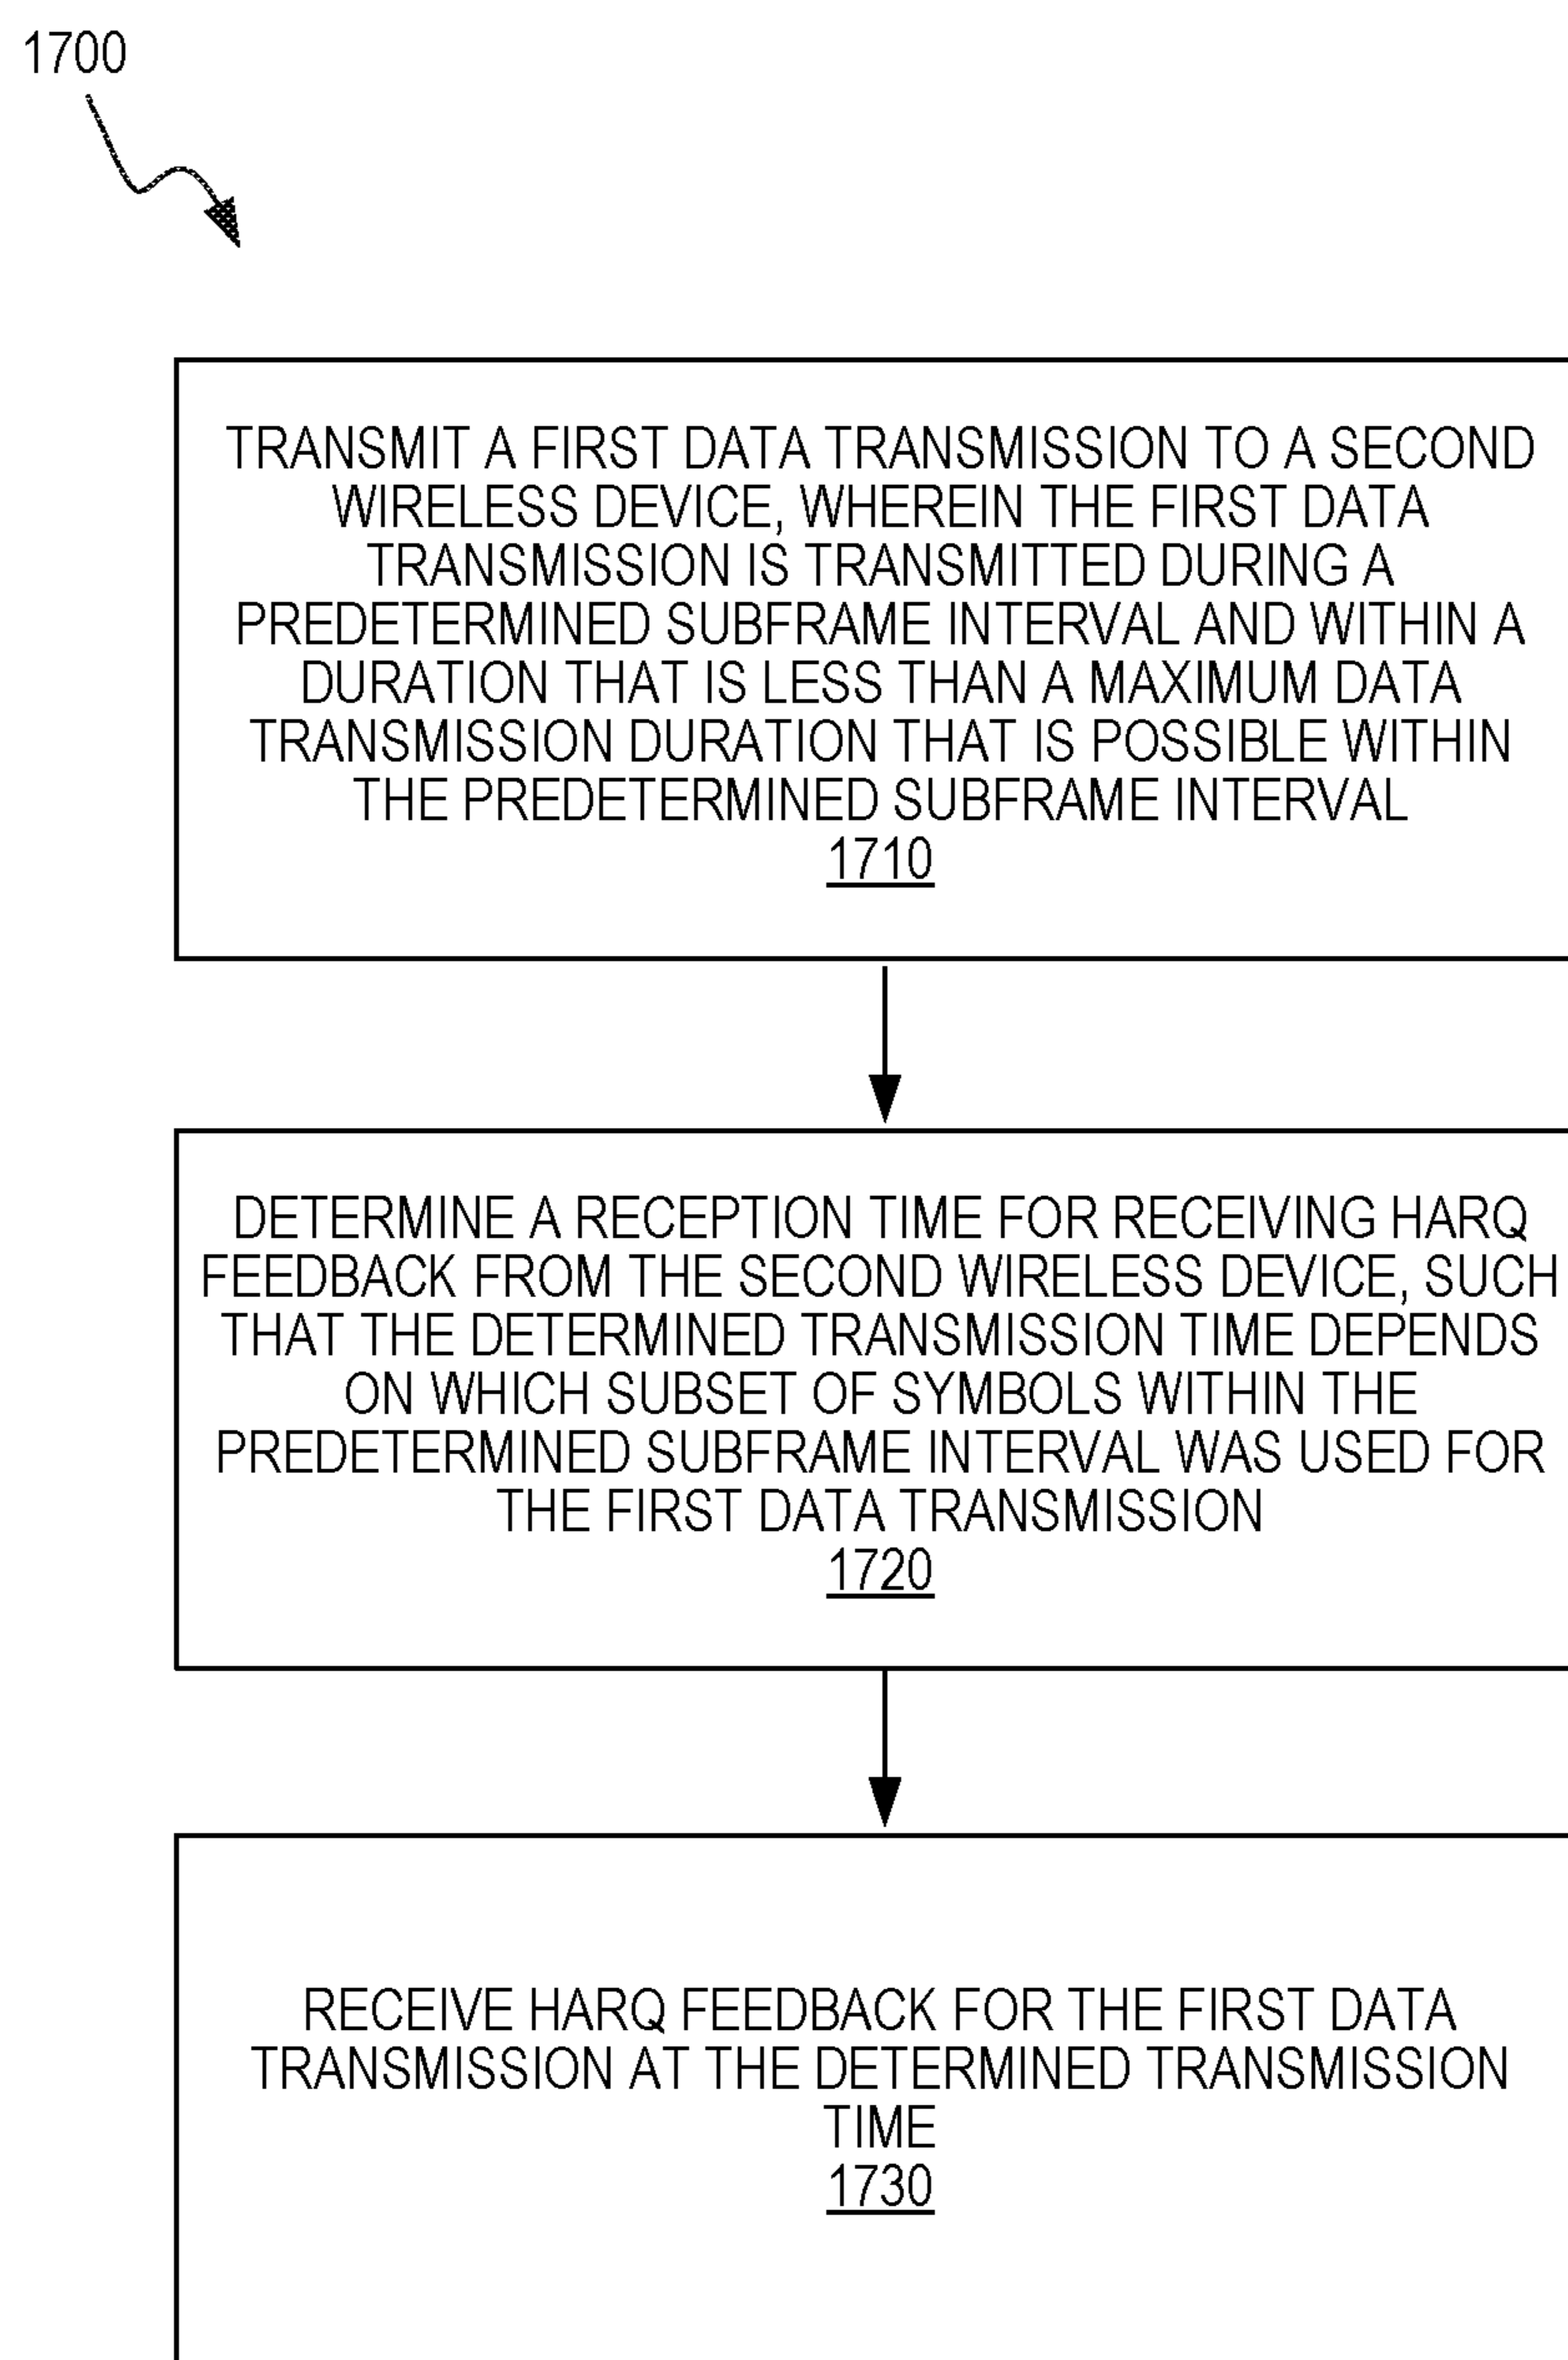 1700
TRANSMIT A FIRST DATA TRANSMISSION TO A SECOND
WIRELESS DEVICE, WHEREIN THE FIRST DATA
TRANSMISSION IS TRANSMITTED DURING A
PREDETERMINED SUBFRAME INTERVAL AND WITHIN A
DURATION THAT IS LESS THAN A MAXIMUM DATA
TRANSMISSION DURATION THAT IS POSSIBLE WITHIN
THE PREDETERMINED SUBFRAME INTERVAL
1710
DETERMINE A RECEPTION TIME FOR RECEIVING HARQ
FEEDBACK FROM THE SECOND WIRELESS DEVICE, SUCH
THAT THE DETERMINED TRANSMISSION TIME DEPENDS
ON WHICH SUBSET OF SYMBOLS WITHIN THE
PREDETERMINED SUBFRAME INTERVAL WAS USED FOR
THE FIRST DATA TRANSMISSION
1720
RECEIVE HARQ FEEDBACK FOR THE FIRST DATA
TRANSMISSION AT THE DETERMINED TRANSMISSION
TIME
1730